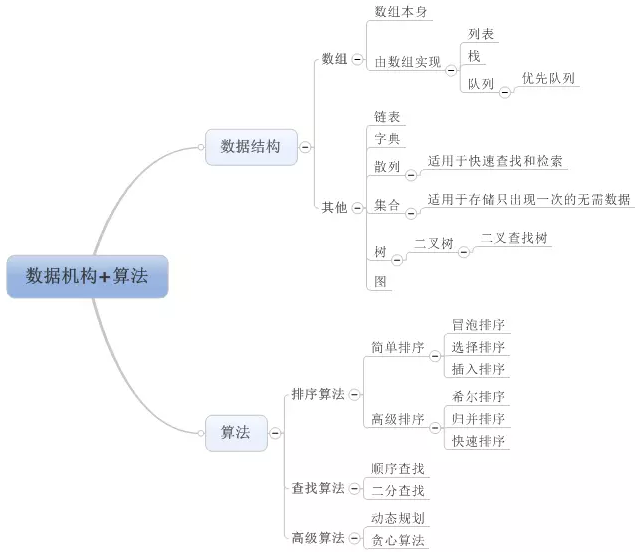 数据机构+算法
数据结构
数组
数组本身
由数组实现
列表
栈
队列
优先队列
其他
链表
字典
散列
适用于快速查找和检索
集合
适用于存储只出现一次的无需数据
树
二叉树
二叉查找树
图
算法
排序算法
简单排序
冒泡排序
选择排序
插入排序
高级排序
希尔排序
归并排序
快速排序
查找算法
顺序查找
二分查找
高级算法
动态规划
贪心算法